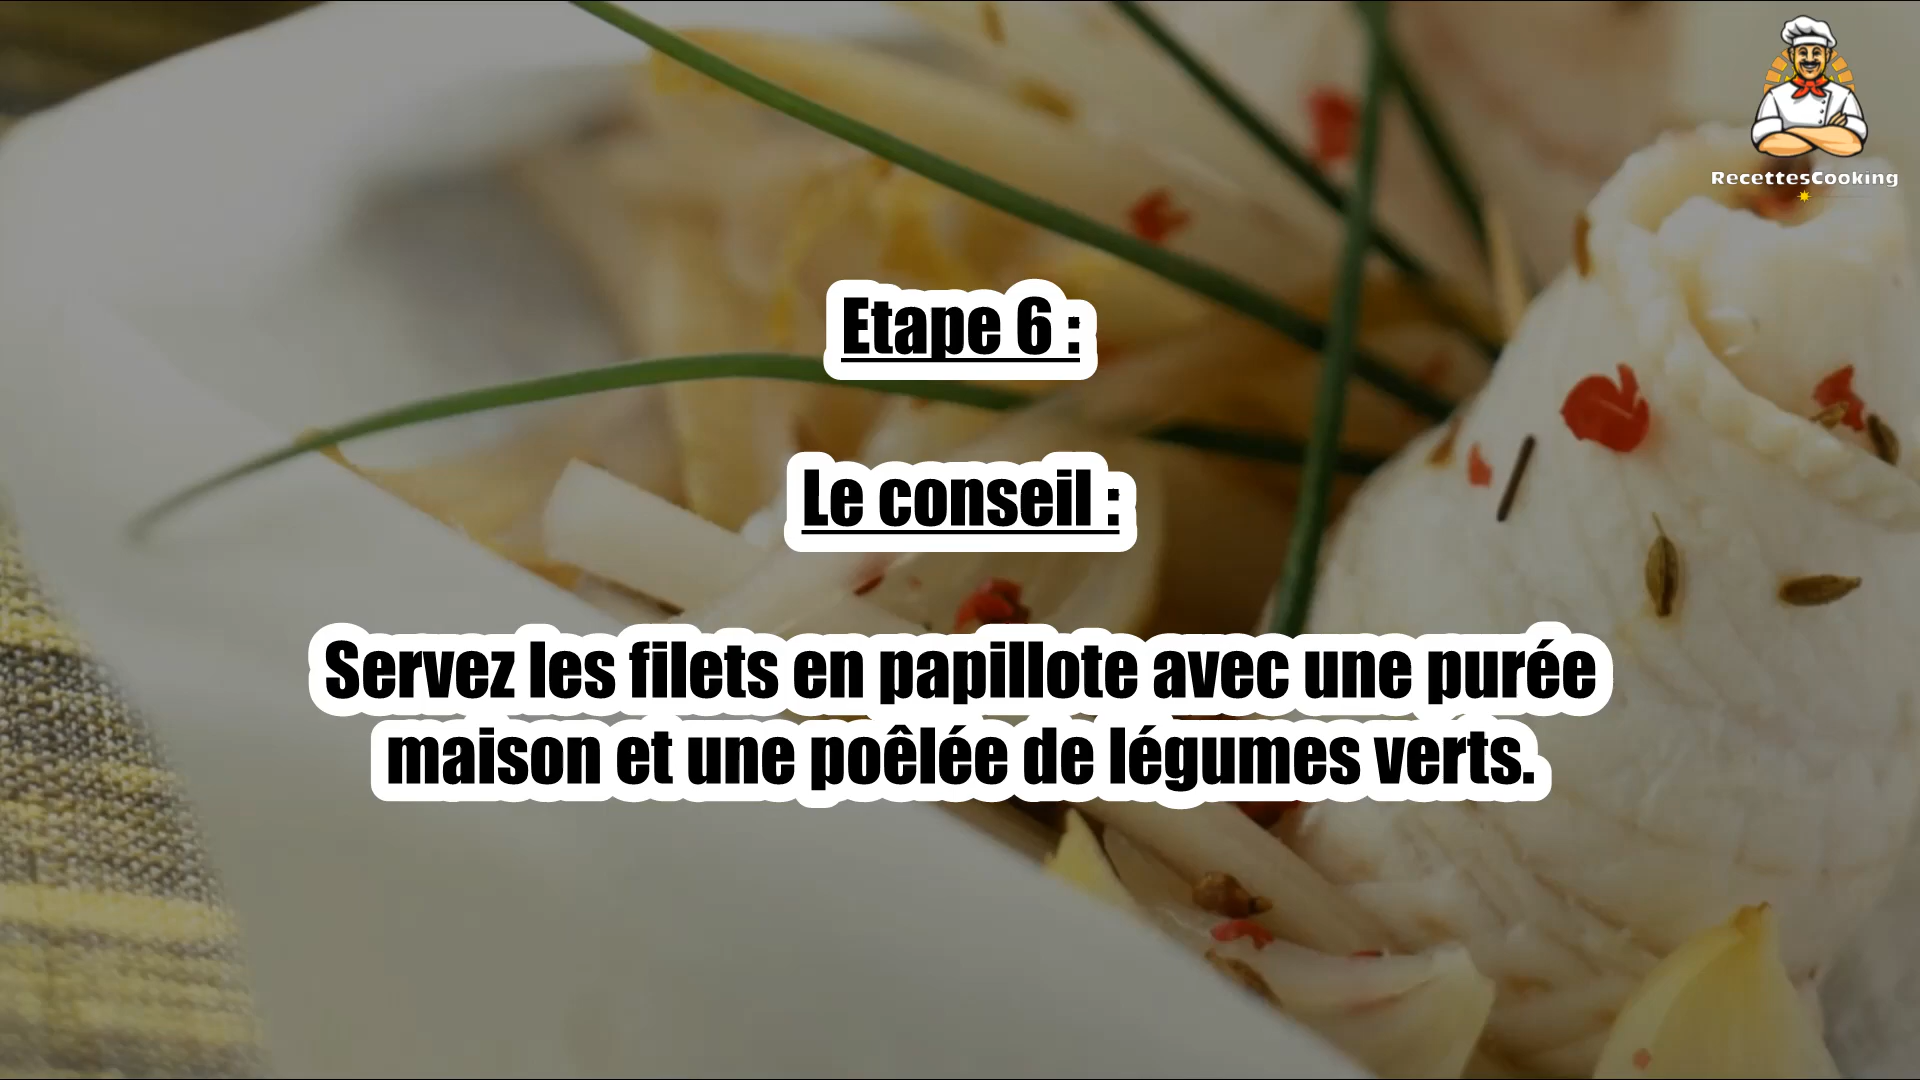 RecettesCooking
Etape 6 :
Le conseil :
Servez les filets en papillote avec une purée
maison et une poêlée de légumes verts.